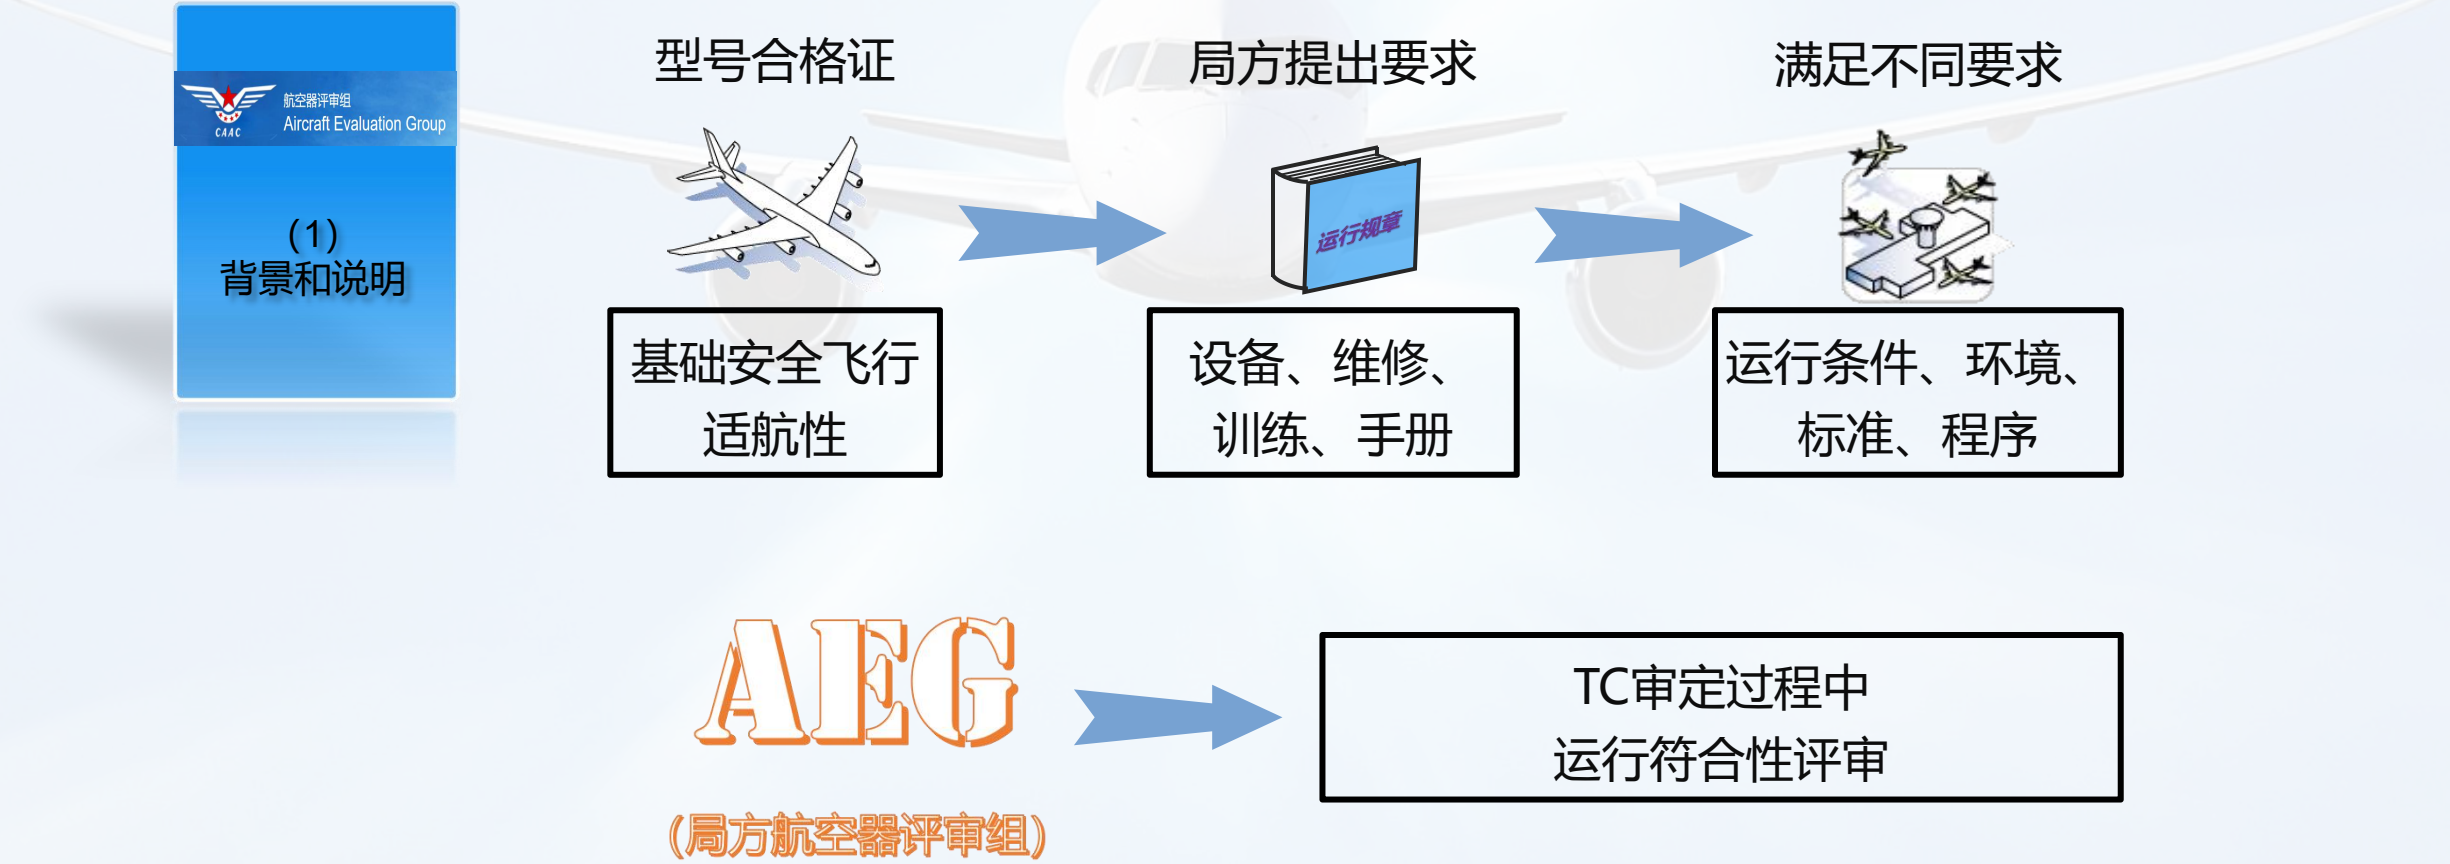 航空器评审组
Aircraft Evaluation Group
CAAC
（1）
背景和说明
型号合格证
局方提出要求
满足不同要求
运行规章
基础安全飞行
适航性
设备、维修、
训练、手册
运行条件、环境、
标准、程序
AEG
（局方航空器评审组）
TC审定过程中
运行符合性评审